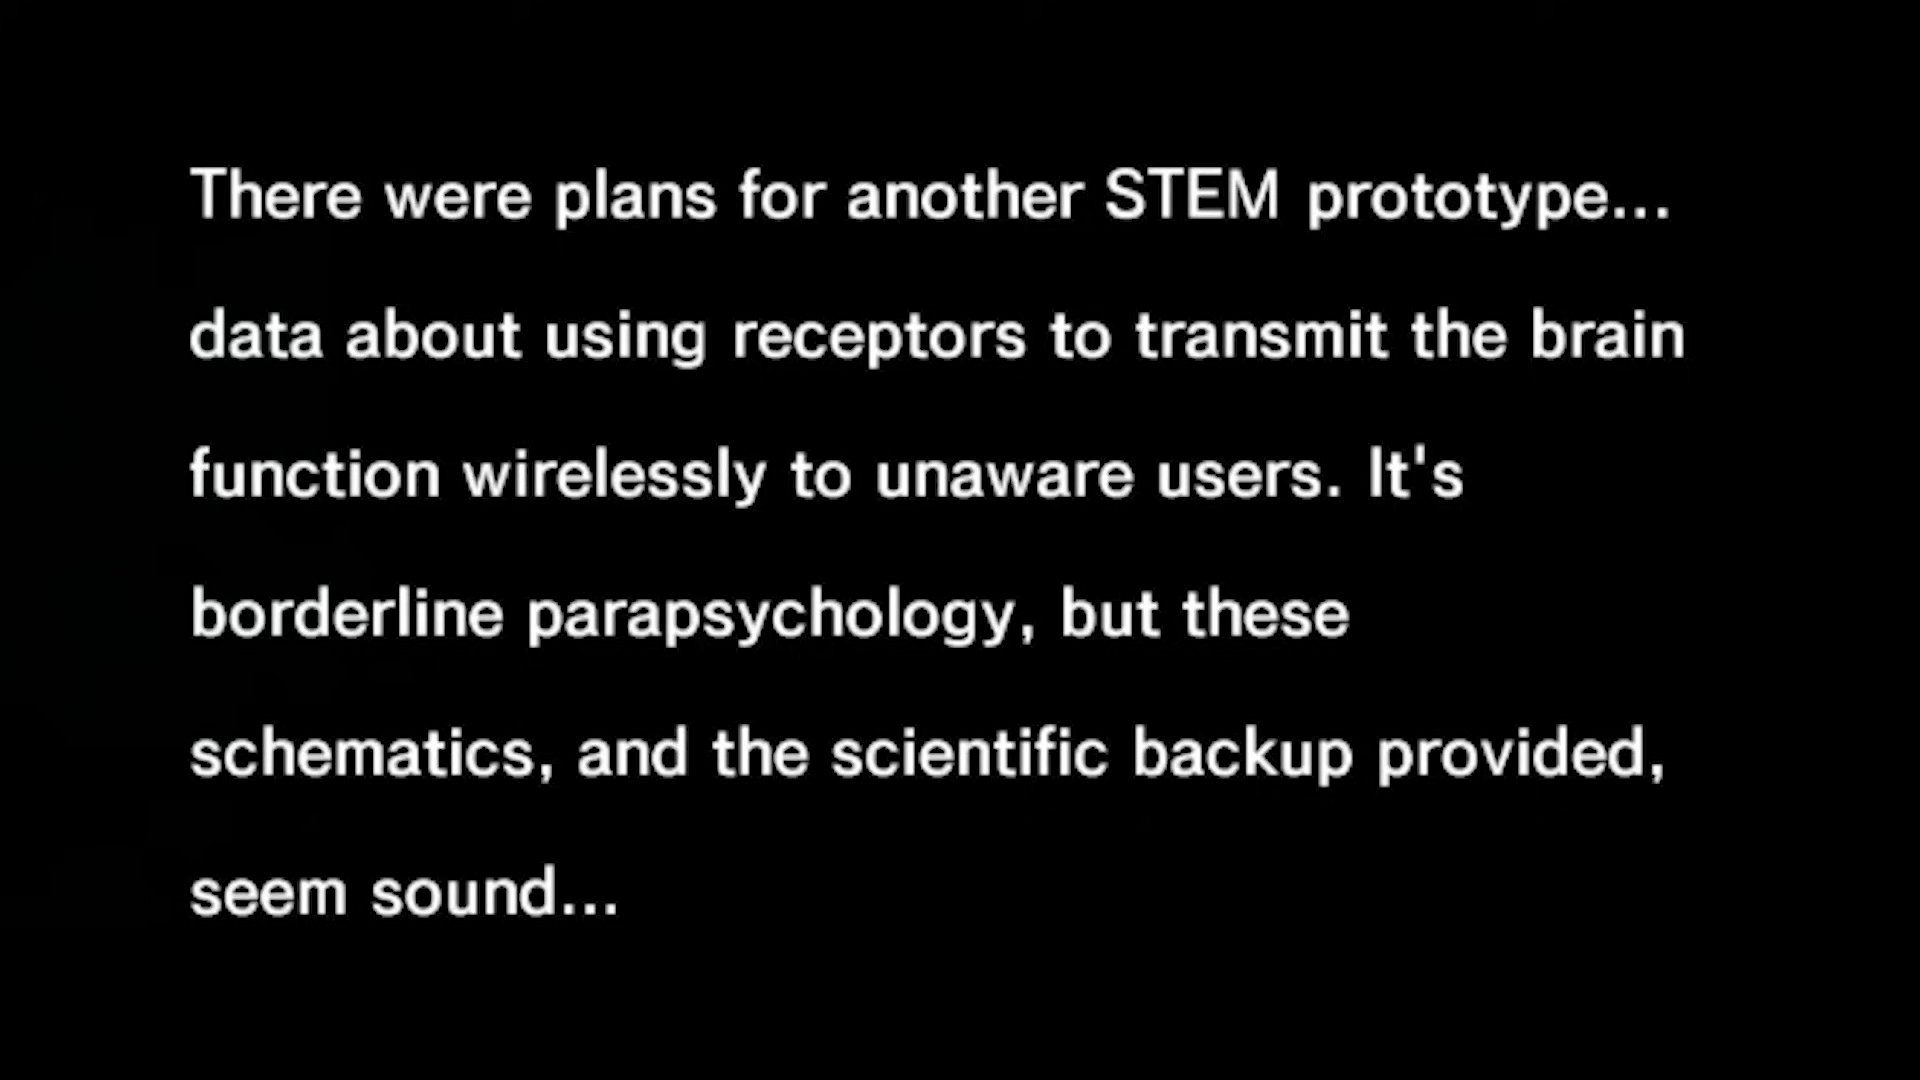 There were plans for another STEM prototype...
data about using receptors to transmit the brain
function wirelessly to unaware users. It's
borderline parapsychology, but these
schematics, and the scientific backup provided,
seem sound...